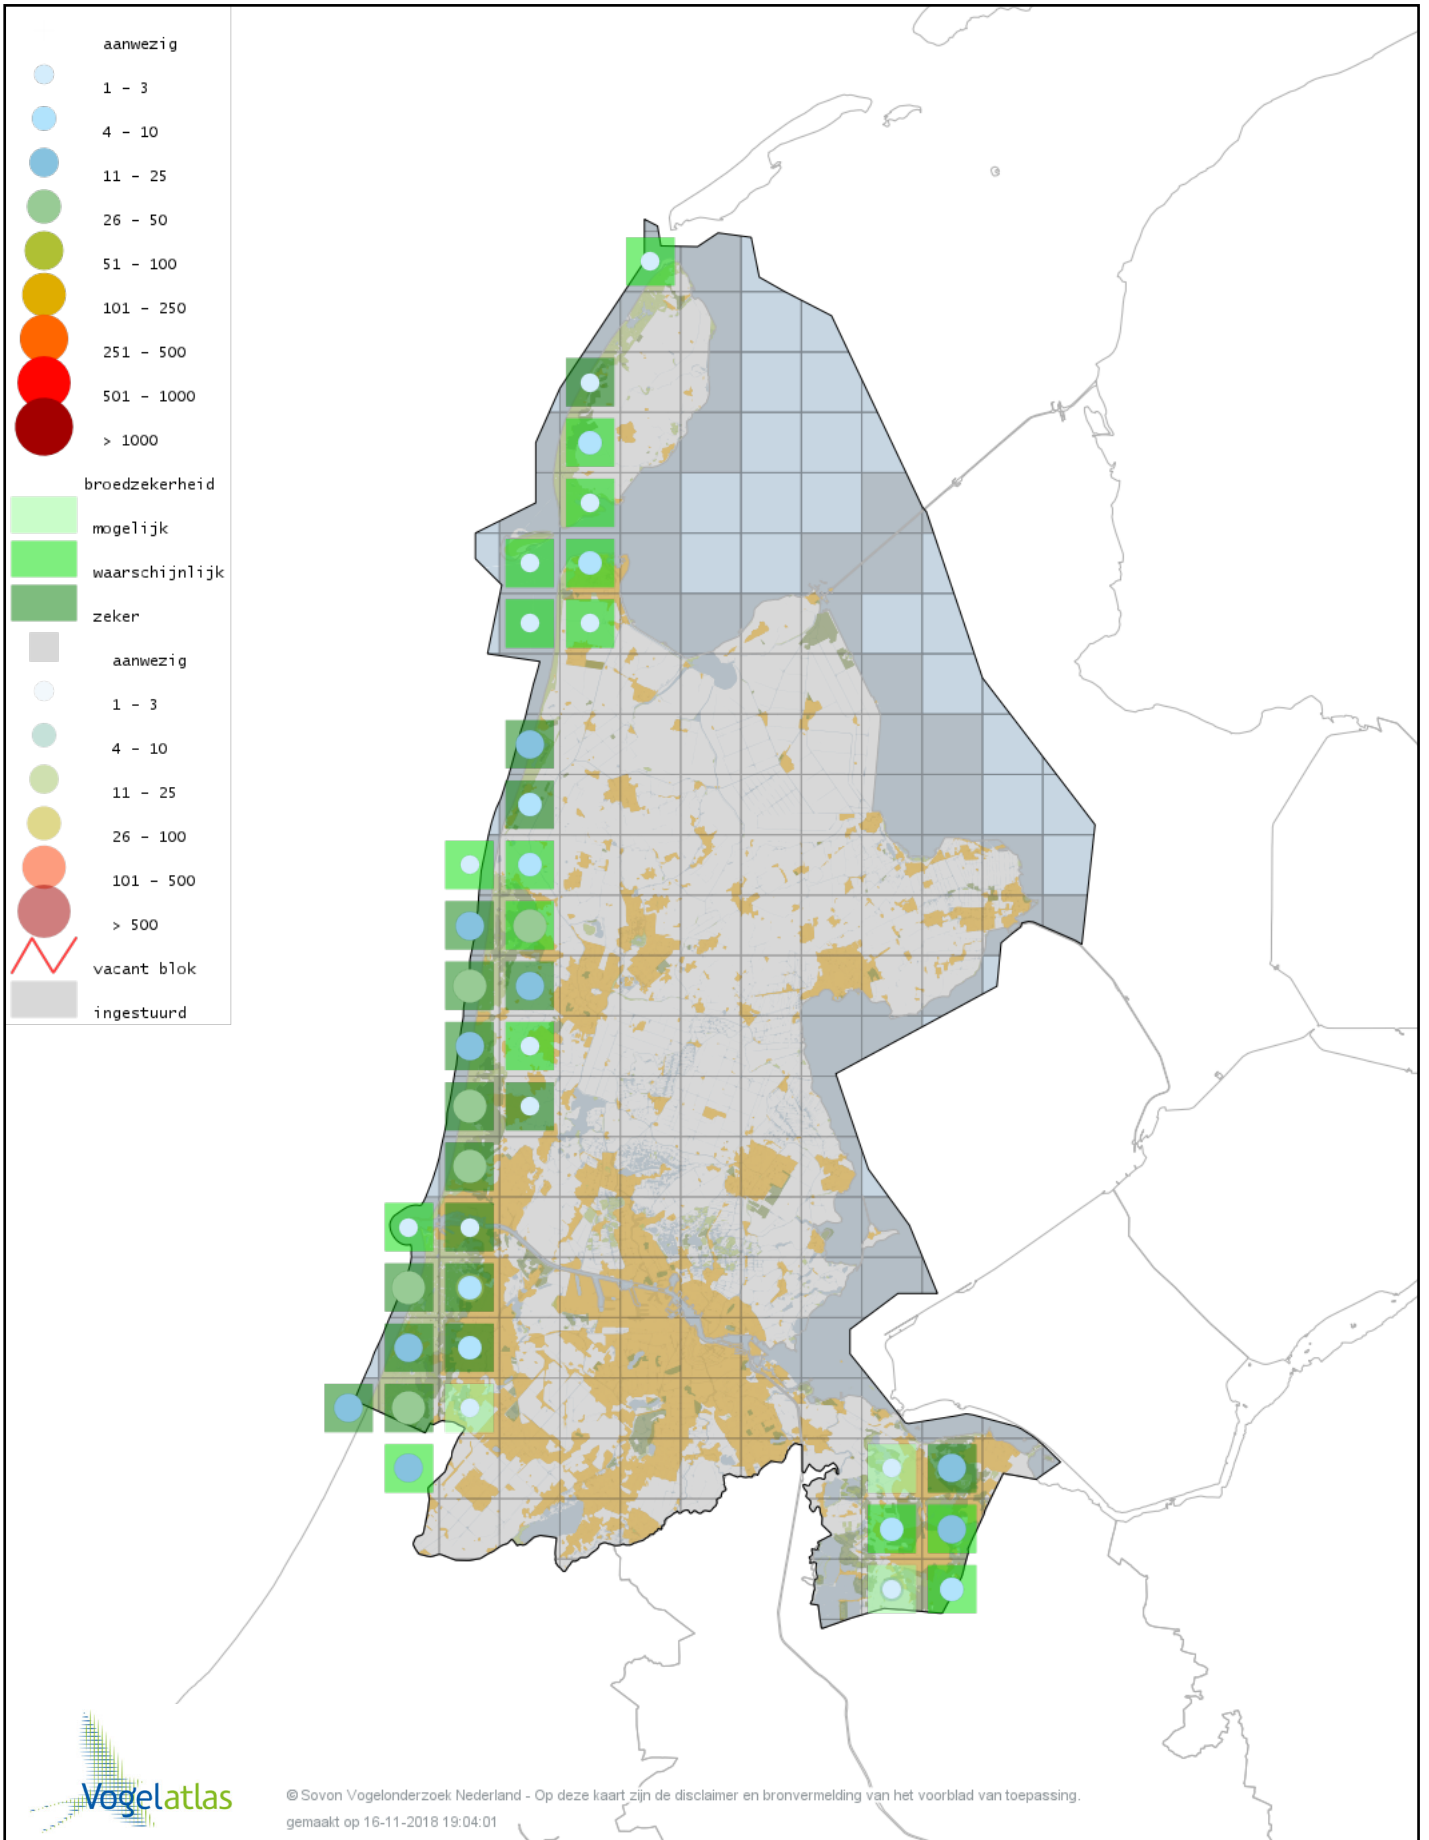 aanwezig
1 - 3
4 - 10
11 - 25
26 - 50
51 - 100
101 - 250
251 - 500
501 - 1000
> 1000
broedzekerheid
mogelijk
waarschijnlijk
zeker
aanwezig
1 - 3
4 - 10
11 - 25
26 - 100
101 - 500
> 500
vacant blok
ingestuurd
Vogelatlas
© Sovon Vogelonderzoek Nederland - Op deze kaart zijn de disclaimer en bronvermelding van het voorblad van toepassing.
gemaakt op 16-11-2018 19:04:01